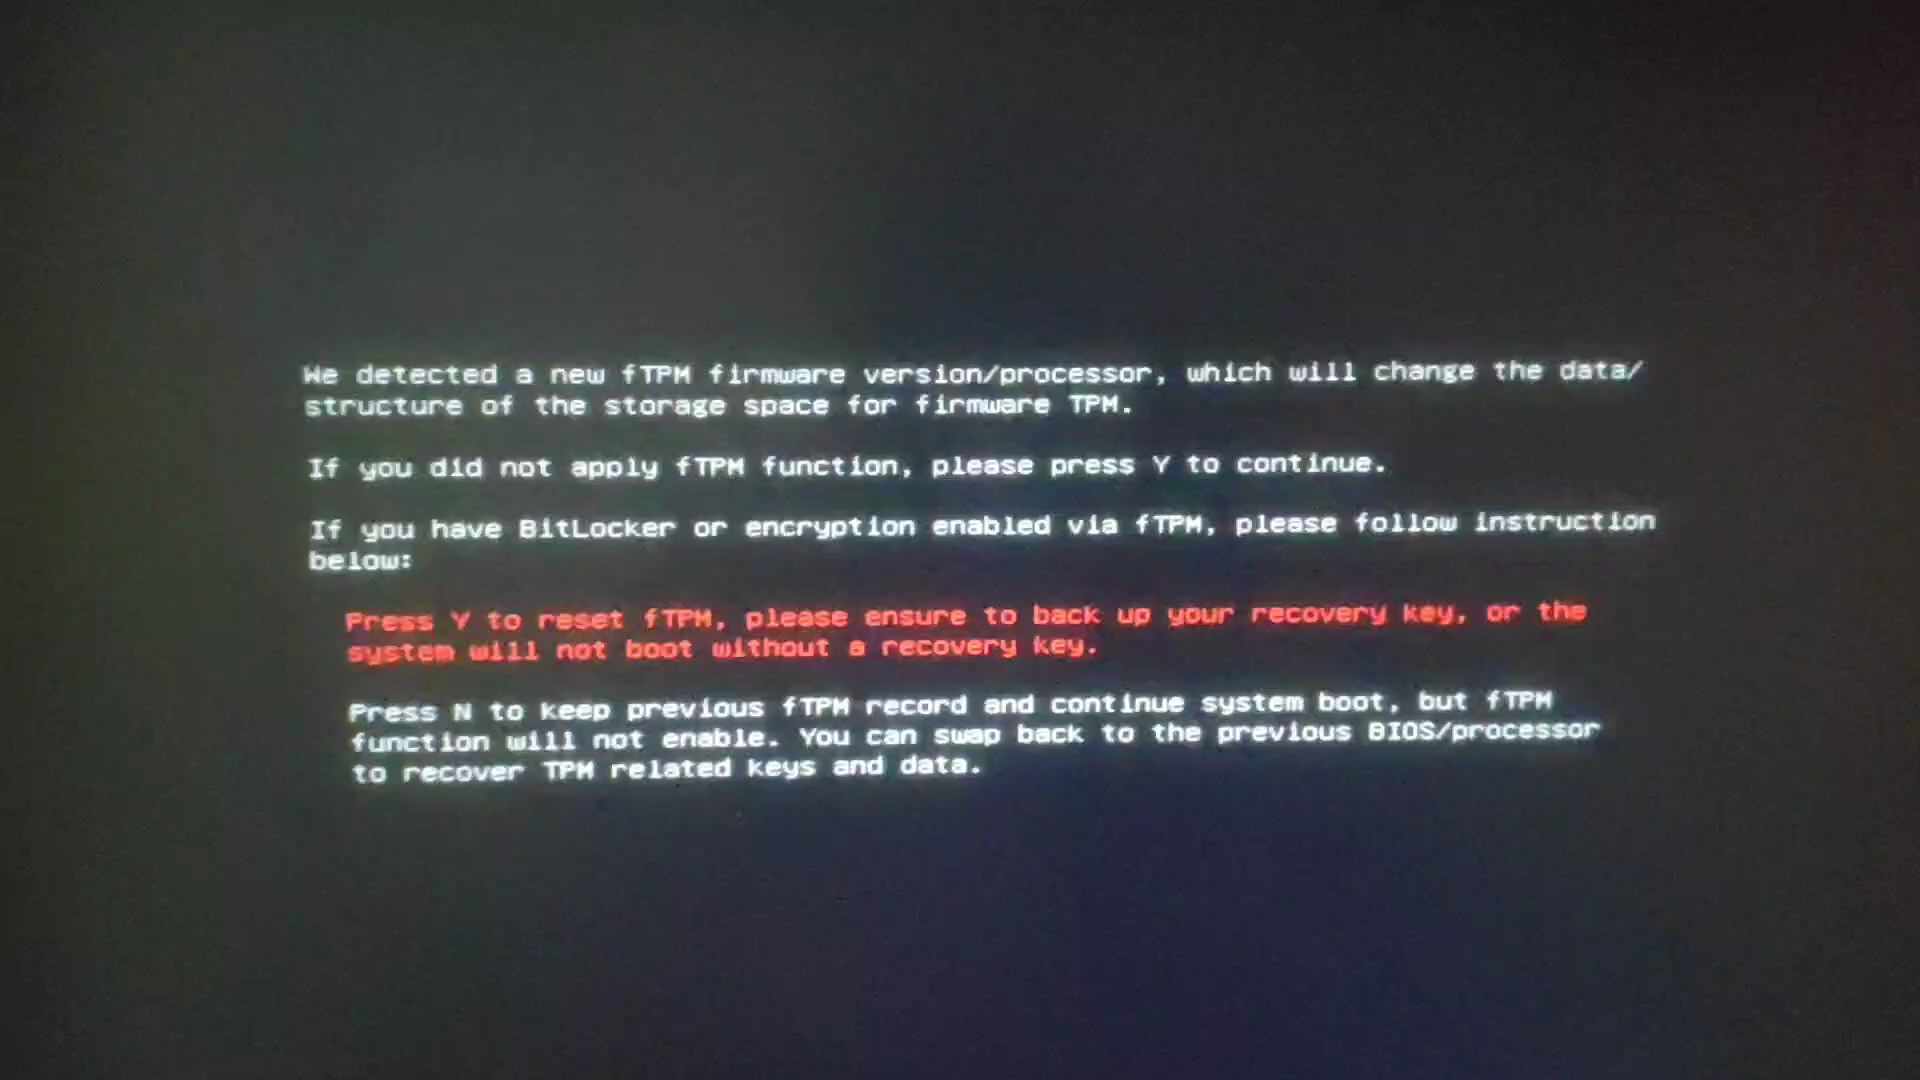 We detected a new fTPM firmware version/processor, which will change the data/
structure of the storage space for firmware TPM.
If you did not apply fTPM function, please press Y to continue.
If you have BitLocker or encryption enabled via fTPM, please follow instruction
below:
Press Y to reset fTPM, please ensure to back up your recovery key, or the
system will not boot without a recovery key.
Press N to keep previous fTPM record and continue system boot, but fTPM
function will not enable. You can swap back to the previous BIOS/processor
to recover TPM related keys and data.